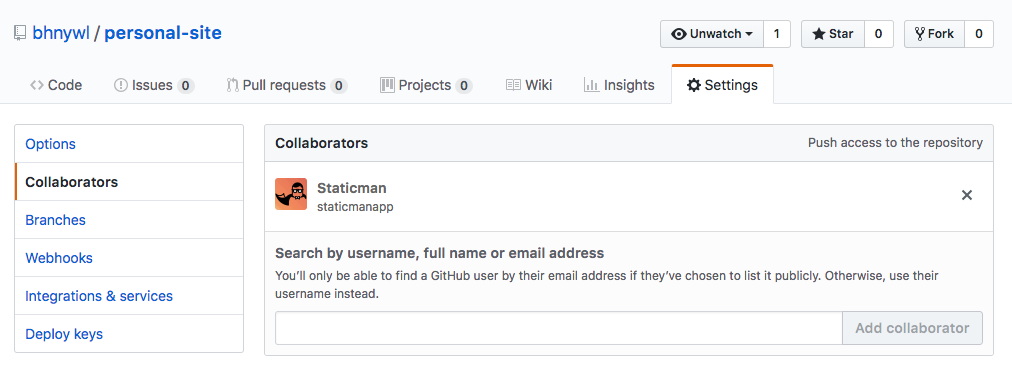 bhnywl / personal-site
Unwatch 1 Star 0 Fork 0
Code Issues 0 Pull requests 0 Projects 0 Wiki Insights Settings
Options
Collaborators
Branches
Webhooks
Integrations & services
Deploy keys
Collaborators Push access to the repository
Staticman
staticmanapp
Search by username, full name or email address
You’ll only be able to find a GitHub user by their email address if they’ve chosen to list it publicly. Otherwise, use their
username instead.
Add collaborator